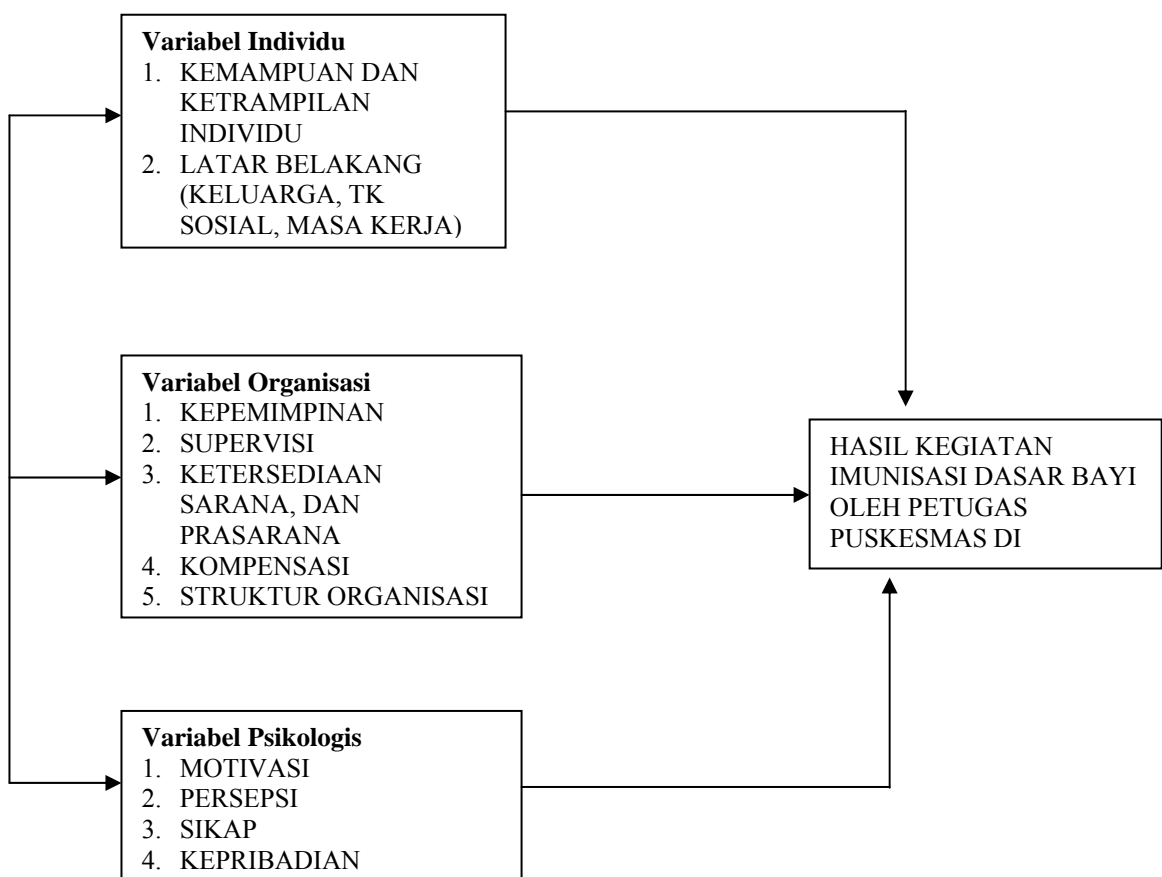 Variabel Individu
1. KEMAMPUAN DAN
KETRAMPILAN
INDIVIDU
2. LATAR BELAKANG
(KELUARGA, TK
SOSIAL, MASA KERJA)
Variabel Organisasi
1. KEPEMIMPINAN
2. SUPERVISI
3. KETERSEDIAAN
SARANA, DAN
PRASARANA
4. KOMPENSASI
5. STRUKTUR ORGANISASI
HASIL KEGIATAN
IMUNISASI DASAR BAYI
OLEH PETUGAS
PUSKESMAS DI
Variabel Psikologis
1. MOTIVASI
2. PERSEPSI
3. SIKAP
4. KEPRIBADIAN